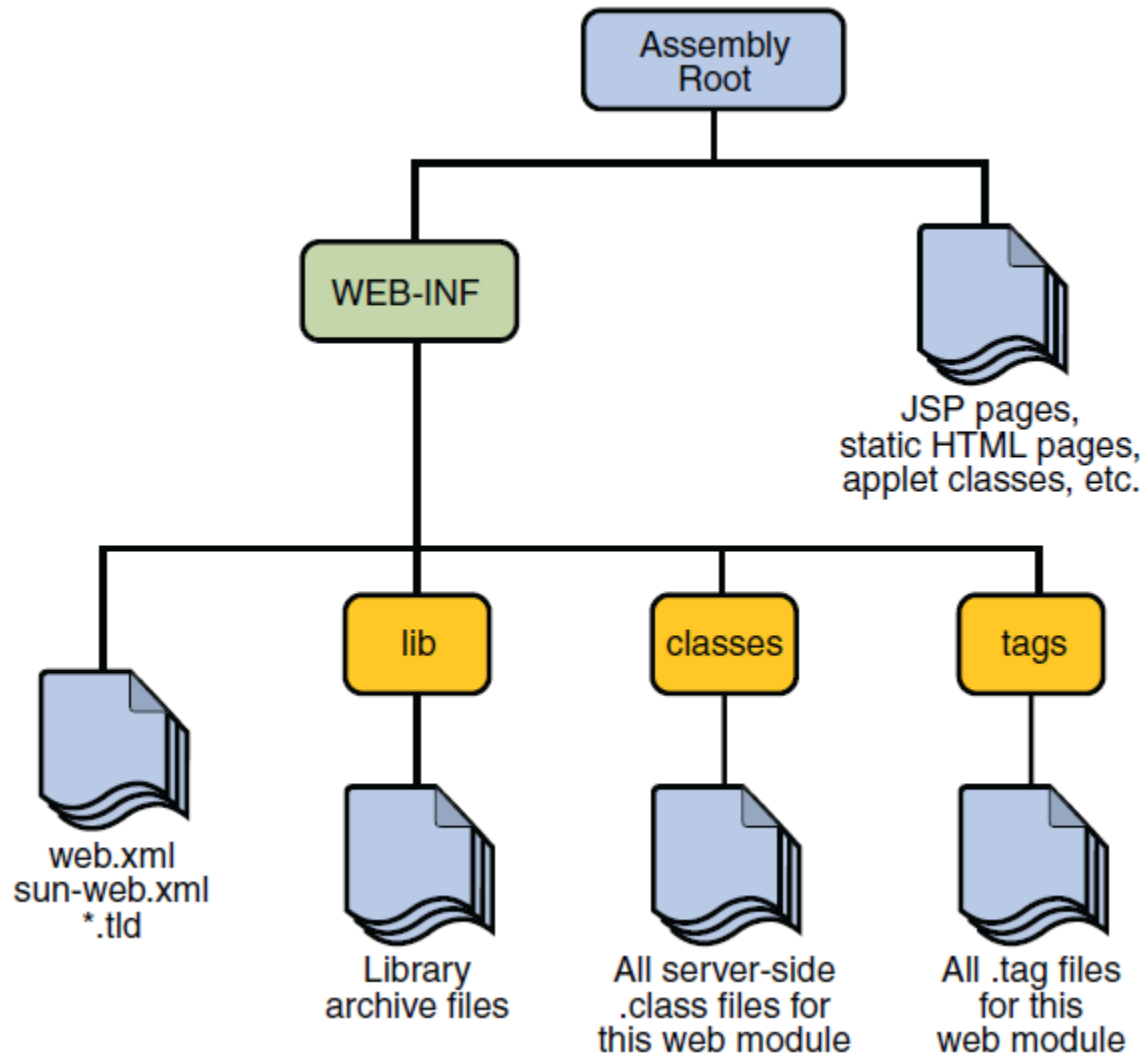 Assembly
Root
WEB-INF
JSP pages,
static HTML pages,
applet classes, etc.
lib
classes
tags
web.xml
sun-web.xml
*.tld
Library
archive files
All server-side
.class files for
this web module
All .tag files
for this
web module